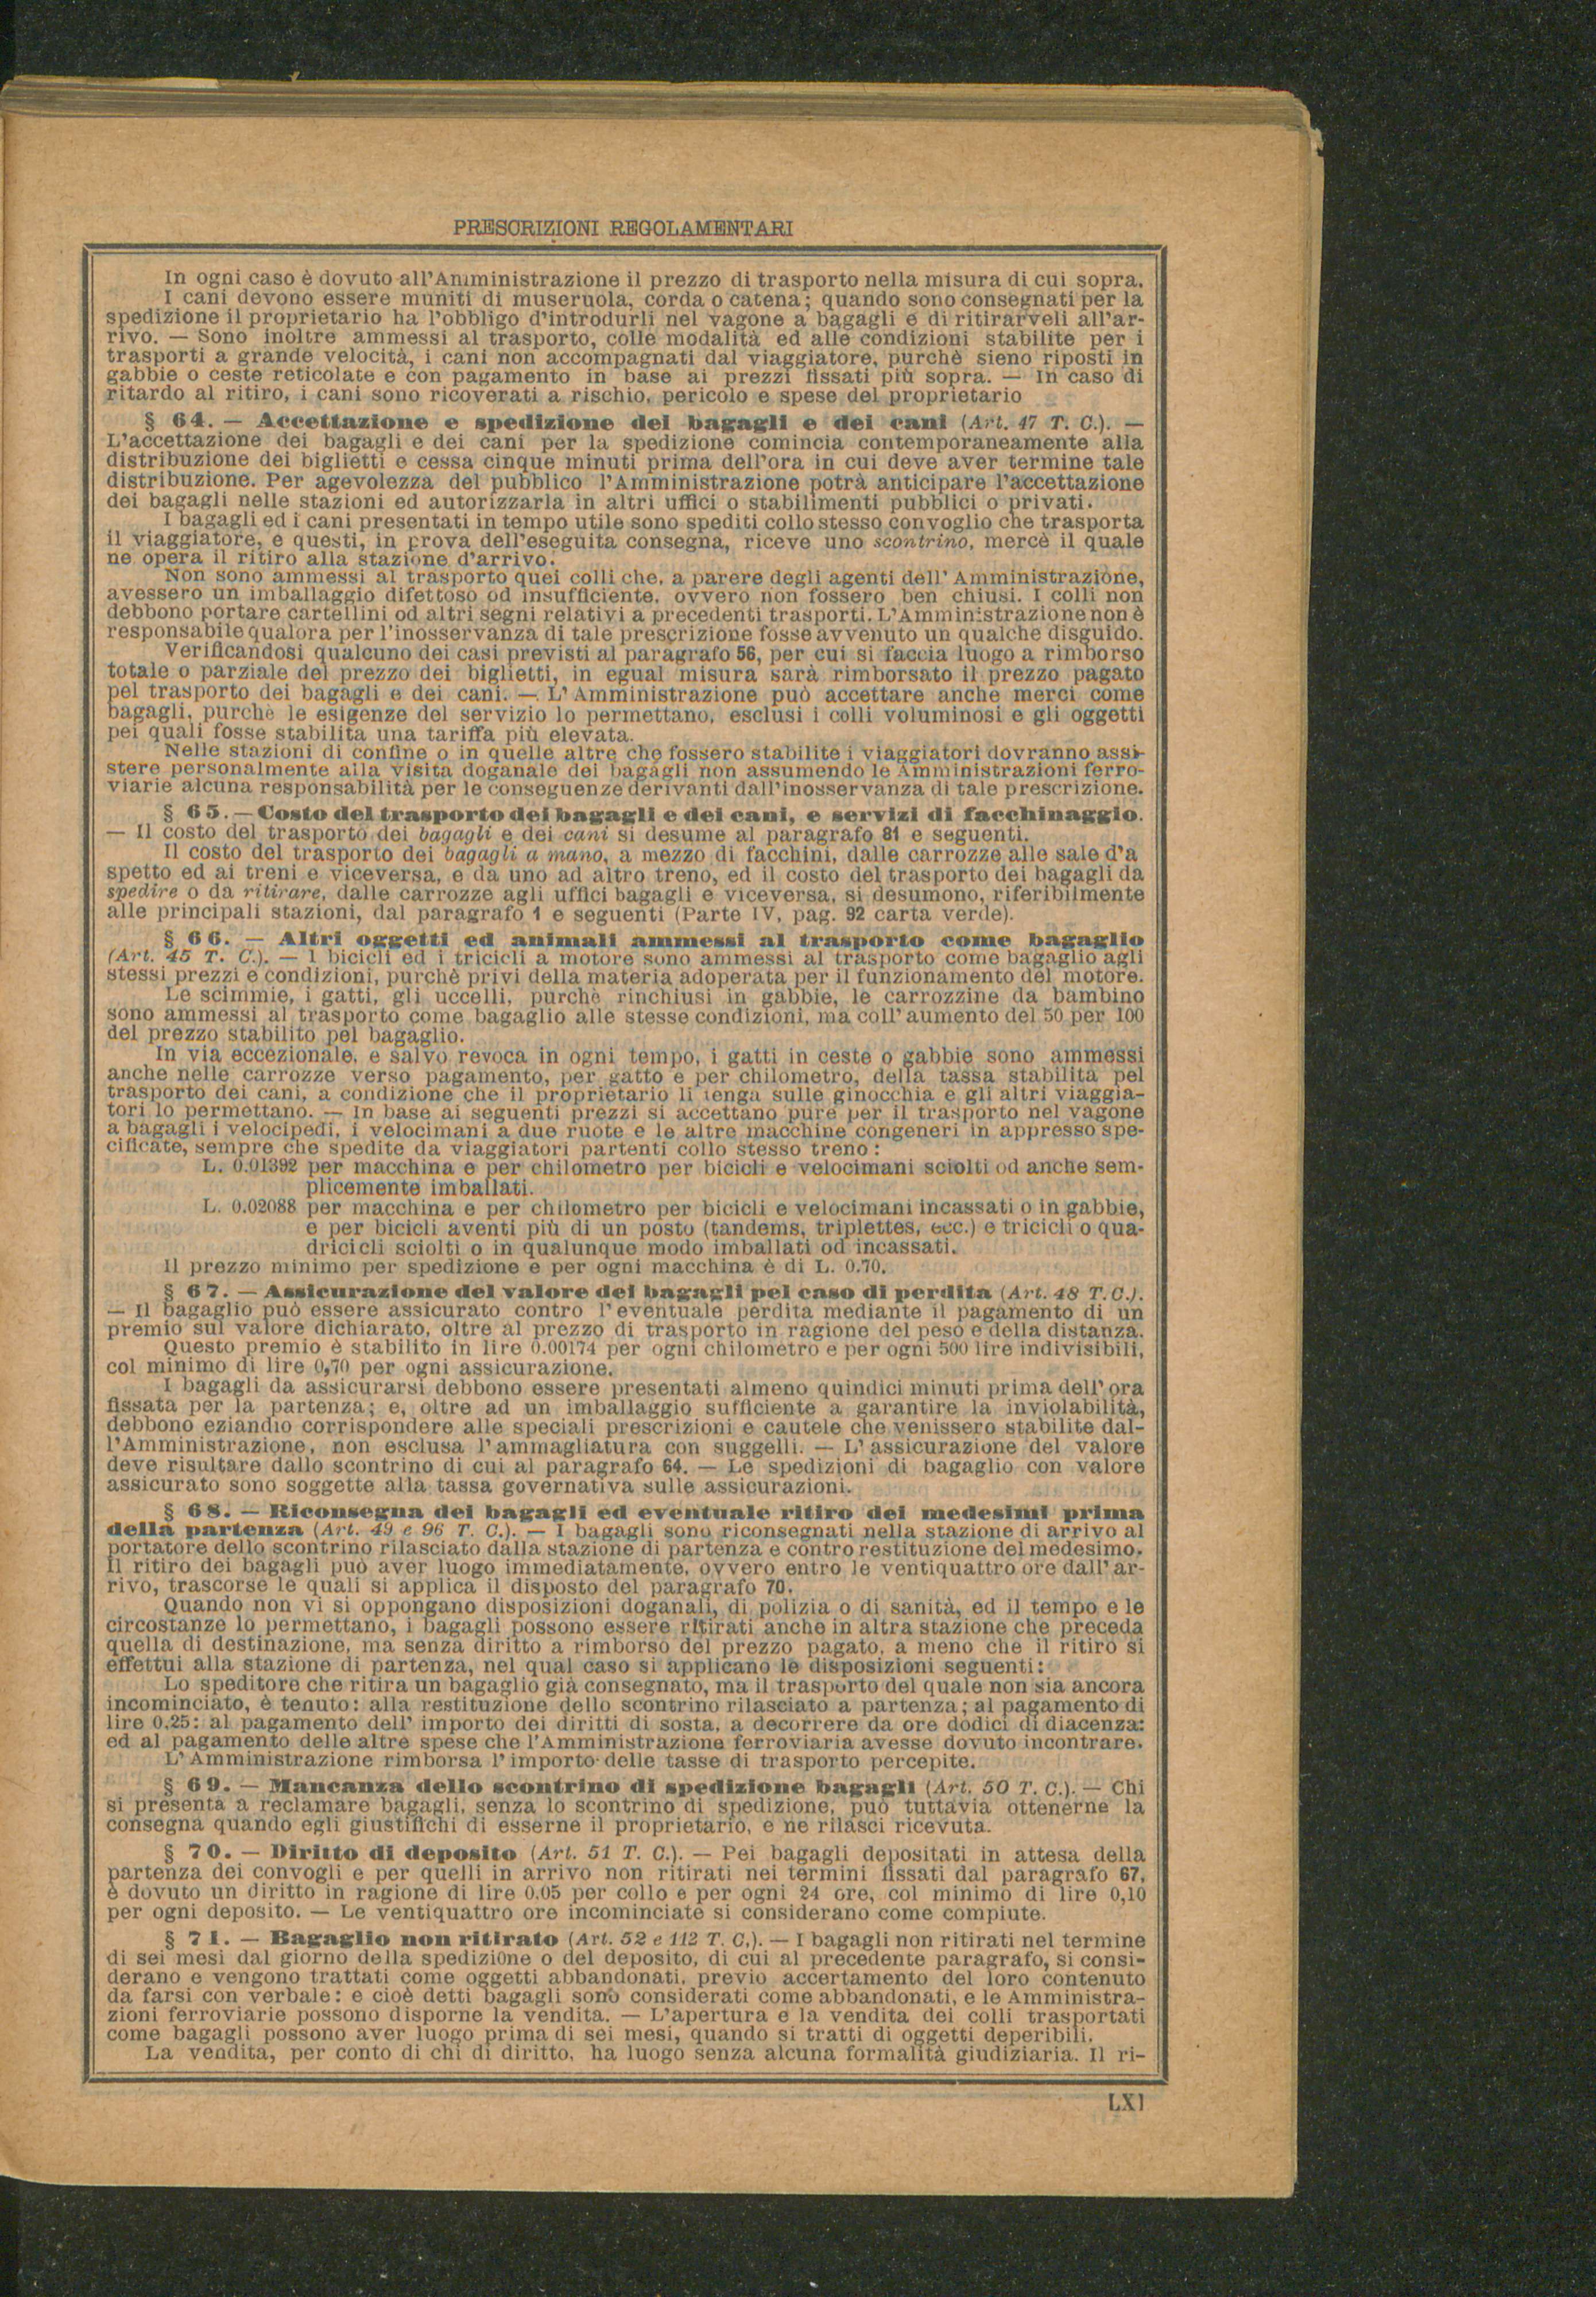 PRESCRIZIONI REGOLAMENTARI
In ogni caso è dovuto all'Amministrazione il prezzo di trasporto nella misura di cui sopra.
I cani devono essere muniti di museruola, corda o catena; quando sono consegnati per la
spedizione il proprietario ha l'obbligo d'introdurli nel vagone a bagagli e di ritirarveli all'ar-
rivo. — Sono inoltre ammessi al trasporto, colle modalità ed alle condizioni stabilite per i
trasporti a grande velocità, i cani non accompagnati dal viaggiatore, purchè sieno riposti in
gabbie o ceste reticolate e con pagamento in base ai prezzi fissati più sopra. — In caso di
ritardo al ritiro, i cani sono ricoverati a rischio, pericolo e spese del proprietario
§ 64. — Accettazione e spedizione dei bagagli e dei cani (Art. 47 T. C.). —
L'accettazione dei bagagli e dei cani per la spedizione comincia contemporaneamente alla
distribuzione dei biglietti e cessa cinque minuti prima dell'ora in cui deve aver termine tale
distribuzione. Per agevolezza del pubblico l'Amministrazione potrà anticipare l'accettazione
dei bagagli nelle stazioni ed autorizzarla in altri uffici o stabilimenti pubblici o privati.
I bagagli ed i cani presentati in tempo utile sono spediti collo stesso convoglio che trasporta
il viaggiatore, e questi, in prova dell'eseguita consegna, riceve uno scontrino, mercè il quale
ne opera il ritiro alla stazione d'arrivo.
Non sono ammessi al trasporto quei colli che, a parere degli agenti dell' Amministrazione,
avessero un imballaggio difettoso od insufficiente, ovvero non fossero ben chiusi. I colli non
debbono portare cartellini od altri segni relativi a precedenti trasporti. L'Amministrazione non è
responsabile qualora per l'inosservanza di tale prescrizione fosse avvenuto un qualche disguido.
Verificandosi qualcuno dei casi previsti al paragrafo 56, per cui si faccia luogo a rimborso
totale o parziale del prezzo dei biglietti, in egual misura sarà rimborsato il prezzo pagato
pel trasporto dei bagagli e dei cani. — L' Amministrazione può accettare anche merci come
bagagli, purchè le esigenze del servizio lo permettano, esclusi i colli voluminosi e gli oggetti
pei quali fosse stabilita una tariffa più elevata.
Nelle stazioni di confine o in quelle altre che fossero stabilite i viaggiatori dovranno assi-
stere personalmente alla visita doganale dei bagagli non assumendo le Amministrazioni ferro-
viarie alcuna responsabilità per le conseguenze derivanti dall'inosservanza di tale prescrizione.
§ 65. — Costo del trasporto dei bagagli e dei cani, e servizi di facchinaggio.
— Il costo del trasporto dei bagagli e dei cani si desume al paragrafo 81 e seguenti.
Il costo del trasporto dei bagagli a mano, a mezzo di facchini, dalle carrozze alle sale d'a
spetto ed ai treni e viceversa, e da uno ad altro treno, ed il costo del trasporto dei bagagli da
spedire o da ritirare, dalle carrozze agli uffici bagagli e viceversa, si desumono, riferibilmente
alle principali stazioni, dal paragrafo 1 e seguenti (Parte IV, pag. 92 carta verde).
§ 66. — Altri oggetti ed animali ammessi al trasporto come bagaglio
(Art. 45 T. C.). — I bicicli ed i tricicli a motore sono ammessi al trasporto come bagaglio agli
stessi prezzi e condizioni, purchè privi della materia adoperata per il funzionamento del motore.
Le scimmie, i gatti, gli uccelli, purchè rinchiusi in gabbie, le carrozzine da bambino
sono ammessi al trasporto come bagaglio alle stesse condizioni, ma coll' aumento del 50 per 100
del prezzo stabilito pel bagaglio.
In via eccezionale, e salvo revoca in ogni tempo, i gatti in ceste o gabbie sono ammessi
anche nelle carrozze verso pagamento, per gatto e per chilometro, della tassa stabilita pel
trasporto dei cani, a condizione che il proprietario li tenga sulle ginocchia e gli altri viaggia-
tori lo permettano. — In base ai seguenti prezzi si accettano pure per il trasporto nel vagone
a bagagli i velocipedi, i velocimani a due ruote e le altre macchine congeneri in appresso spe-
cificate, sempre che spedite da viaggiatori partenti collo stesso treno:
L. 0.01392 per macchina e per chilometro per bicicli e velocimani sciolti od anche sem-
plicemente imballati.
L. 0.02088 per macchina e per chilometro per bicicli e velocimani incassati o in gabbie,
e per bicicli aventi più di un posto (tandems, triplettes, ecc.) e tricicli o qua-
dricicli sciolti o in qualunque modo imballati od incassati.
Il prezzo minimo per spedizione e per ogni macchina è di L. 0.70.
§ 67. — Assicurazione del valore dei bagagli pel caso di perdita (Art. 48 T.C.).
— Il bagaglio può essere assicurato contro l'eventuale perdita mediante il pagamento di un
premio sul valore dichiarato, oltre al prezzo di trasporto in ragione del peso e della distanza.
Questo premio è stabilito in lire 0.00174 per ogni chilometro e per ogni 500 lire indivisibili,
col minimo di lire 0,70 per ogni assicurazione.
I bagagli da assicurarsi debbono essere presentati almeno quindici minuti prima dell' ora
fissata per la partenza; e, oltre ad un imballaggio sufficiente a garantire la inviolabilità,
debbono eziandio corrispondere alle speciali prescrizioni e cautele che venissero stabilite dal-
l'Amministrazione, non esclusa l'ammagliatura con suggelli. — L' assicurazione del valore
deve risultare dallo scontrino di cui al paragrafo 64. — Le spedizioni di bagaglio con valore
assicurato sono soggette alla tassa governativa sulle assicurazioni.
§ 68. — Riconsegna dei bagagli ed eventuale ritiro dei medesimi prima
della partenza (Art. 49 e 96 T. C.). — I bagagli sono riconsegnati nella stazione di arrivo al
portatore dello scontrino rilasciato dalla stazione di partenza e contro restituzione del medesimo.
Il ritiro dei bagagli può aver luogo immediatamente, ovvero entro le ventiquattro ore dall' ar-
rivo, trascorse le quali si applica il disposto del paragrafo 70.
Quando non vi si oppongano disposizioni doganali, di polizia o di sanità, ed il tempo e le
circostanze lo permettano, i bagagli possono essere ritirati anche in altra stazione che preceda
quella di destinazione, ma senza diritto a rimborso del prezzo pagato, a meno che il ritiro si
effettui alla stazione di partenza, nel qual caso si applicano le disposizioni seguenti:
Lo speditore che ritira un bagaglio già consegnato, ma il trasporto del quale non sia ancora
incominciato, è tenuto: alla restituzione dello scontrino rilasciato a partenza; al pagamento di
lire 0.25: al pagamento dell' importo dei diritti di sosta, a decorrere da ore dodici di diacenza:
ed al pagamento delle altre spese che l'Amministrazione ferroviaria avesse dovuto incontrare.
L' Amministrazione rimborsa l'importo delle tasse di trasporto percepite.
§ 69. — Mancanza dello scontrino di spedizione bagagli (Art. 50 T. C.). — Chi
si presenta a reclamare bagagli, senza lo scontrino di spedizione, può tuttavia ottenerne la
consegna quando egli giustifichi di esserne il proprietario, e ne rilasci ricevuta.
§ 70. — Diritto di deposito (Art. 51 T. C.). — Pei bagagli depositati in attesa della
partenza dei convogli e per quelli in arrivo non ritirati nei termini fissati dal paragrafo 67,
è dovuto un diritto in ragione di lire 0.05 per collo e per ogni 24 ore, col minimo di lire 0,10
per ogni deposito. — Le ventiquattro ore incominciate si considerano come compiute.
§ 71. — Bagaglio non ritirato (Art. 52 e 112 T. C.). — I bagagli non ritirati nel termine
di sei mesi dal giorno della spedizi0ne o del deposito, di cui al precedente paragrafo, si consi-
derano e vengono trattati come oggetti abbandonati, previo accertamento del loro contenuto
da farsi con verbale: e cioè detti bagagli sono considerati come abbandonati, e le Amministra-
zioni ferroviarie possono disporne la vendita. — L'apertura e la vendita dei colli trasportati
come bagagli possono aver luogo prima di sei mesi, quando si tratti di oggetti deperibili.
La vendita, per conto di chi di diritto, ha luogo senza alcuna formalità giudiziaria. Il ri-
LXI